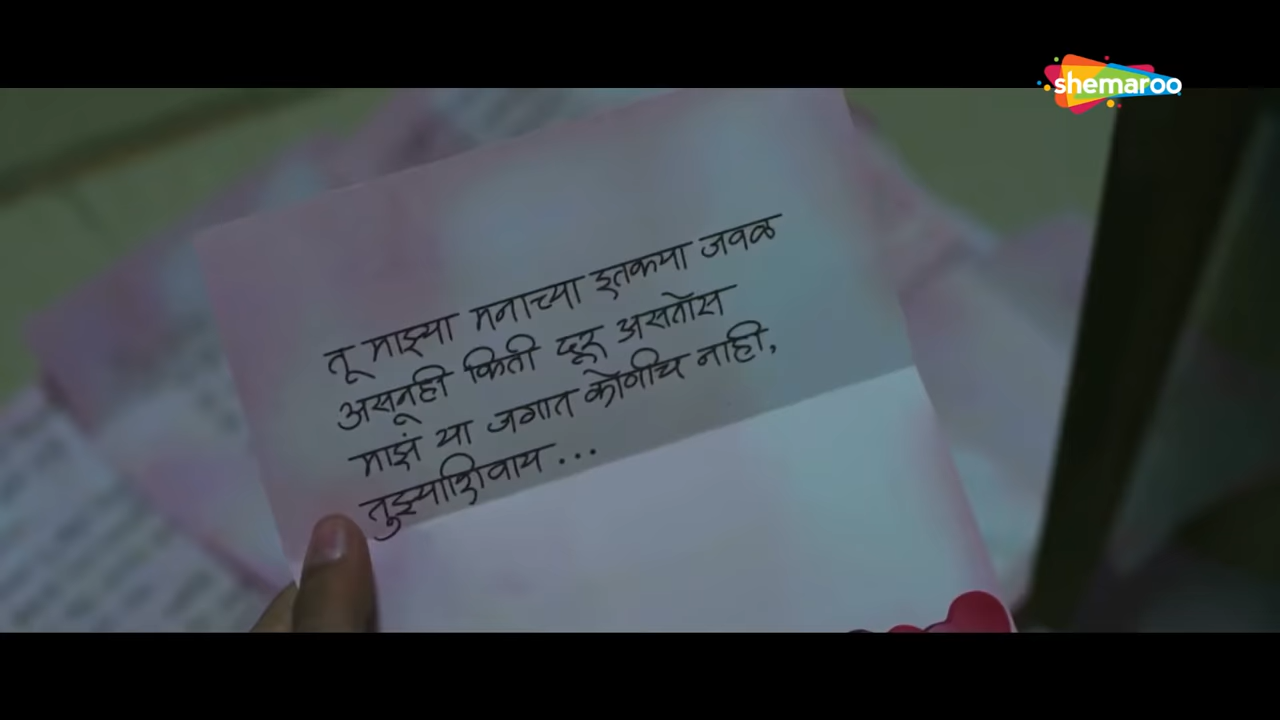 shemaroo
तू माझ्या मनाच्या इतक्या जवळ
असूनही किती दूर असतोस
माझं या जगात कोणीच नाही,
तुझ्याशिवाय ...